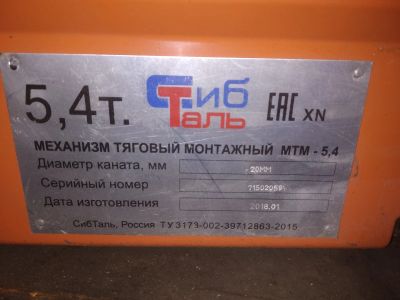 5,4т.
Сиб
Таль
EAC XN
МЕХАНИЗМ ТЯГОВЫЙ МОНТАЖНЫЙ МТМ - 5,4
Диаметр каната, мм 20ММ
Серийный номер
Дата изготовления 2018.01
СибТаль, Россия ТУ 3173-002-39712863-2015